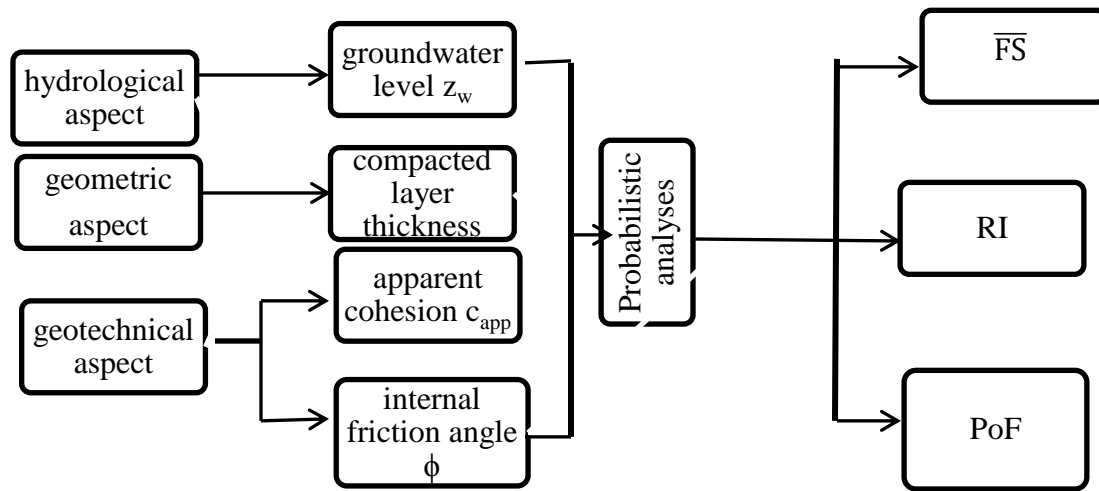 hydrological
aspect
groundwater
level z_w
geometric
aspect
compacted
layer
thickness
geotechnical
aspect
apparent
cohesion c_app
internal
friction angle
ϕ
Probabilistic
analyses
F̅S̅
RI
PoF